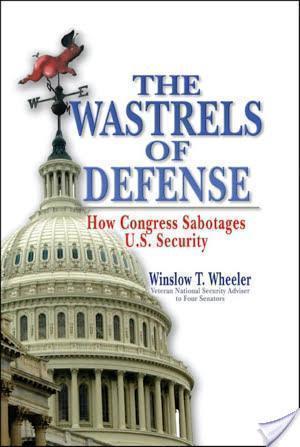 THE
WASTRELS
OF
DEFENSE
How Congress Sabotages
U.S. Security
Winslow T. Wheeler
Veteran National Security Adviser
to Four Senators